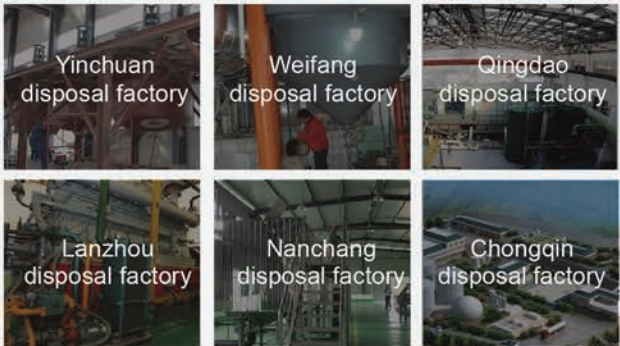 Yinchuan
disposal factory
Weifang
disposal factory
Qingdao
disposal factory
Lanzhou
disposal factory
Nanchang
disposal factory
Chongqin
disposal factory